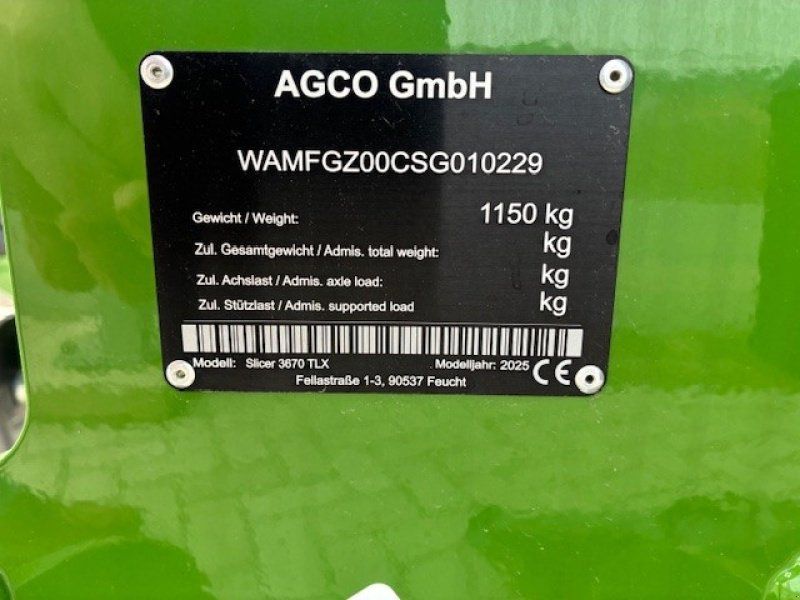 AGCO GmbH
WAMFGZ00CSG010229
Gewicht / Weight: 1150 kg
Zul. Gesamtgewicht / Admis. total weight: kg
Zul. Achslast / Admis. axle load: kg
Zul. Stützlast / Admis. supported load kg
Modell: Slicer 3670 TLX Modelljahr: 2025 CE
Fellastraße 1-3, 90537 Feucht